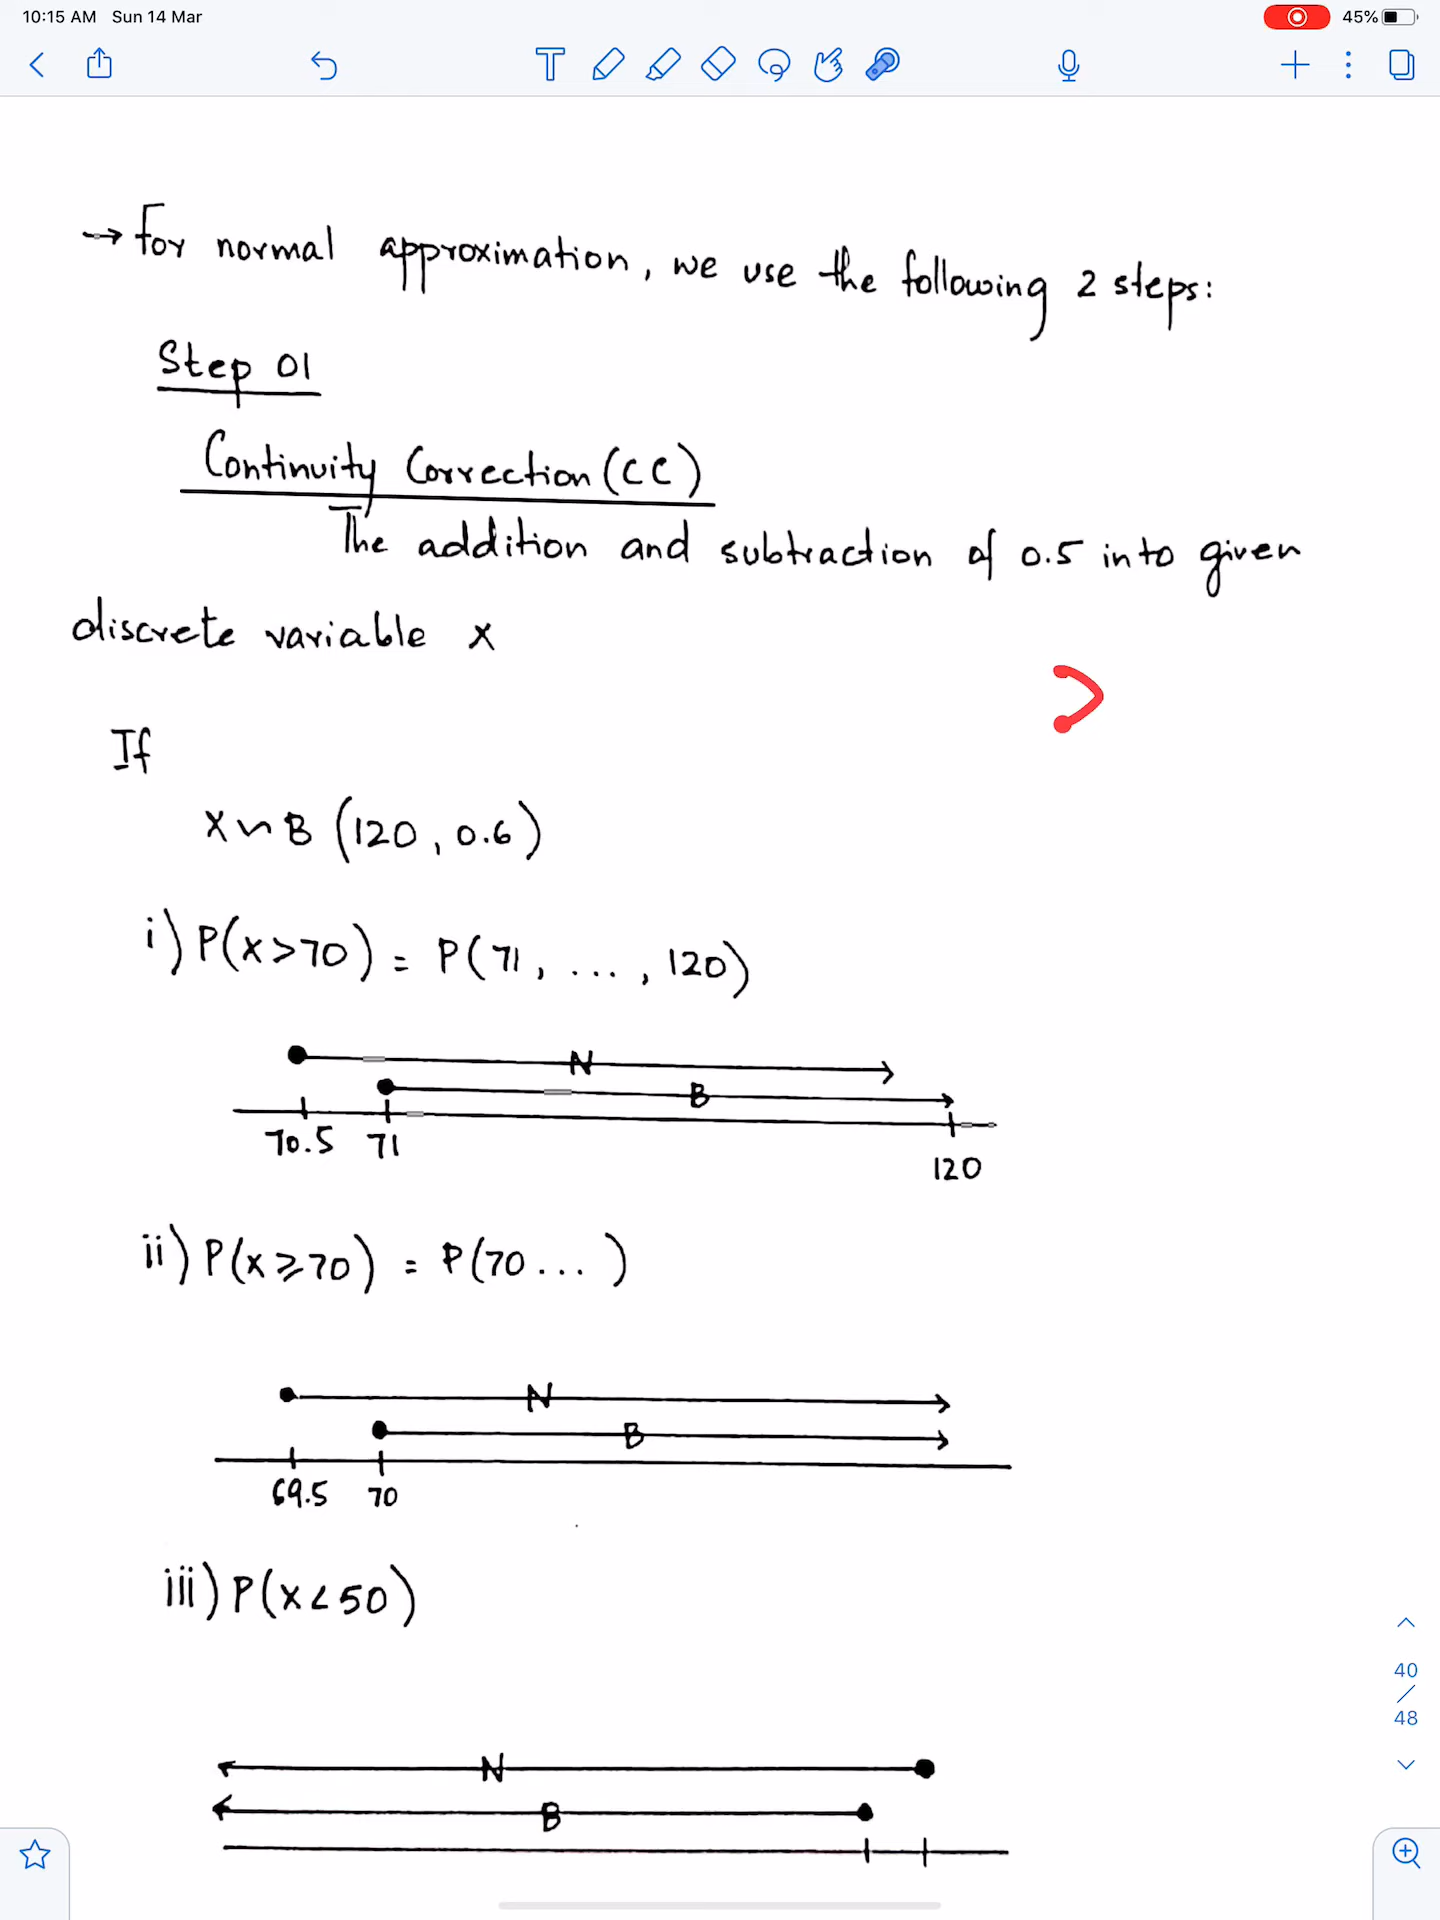 10:15 AM Sun 14 Mar
45%
→ For normal approximation, we use the following 2 steps:
Step 01
Continuity Correction (CC)
The addition and subtraction of 0.5 into given
discrete variable x
If
X ~ B (120, 0.6)
i) P(x>70) = P(71, ..., 120)
N
B
70.5 71 120
ii) P(x⩾70) = P(70 ... )
N
B
69.5 70
iii) P(x<50)
40
/
48
N
B